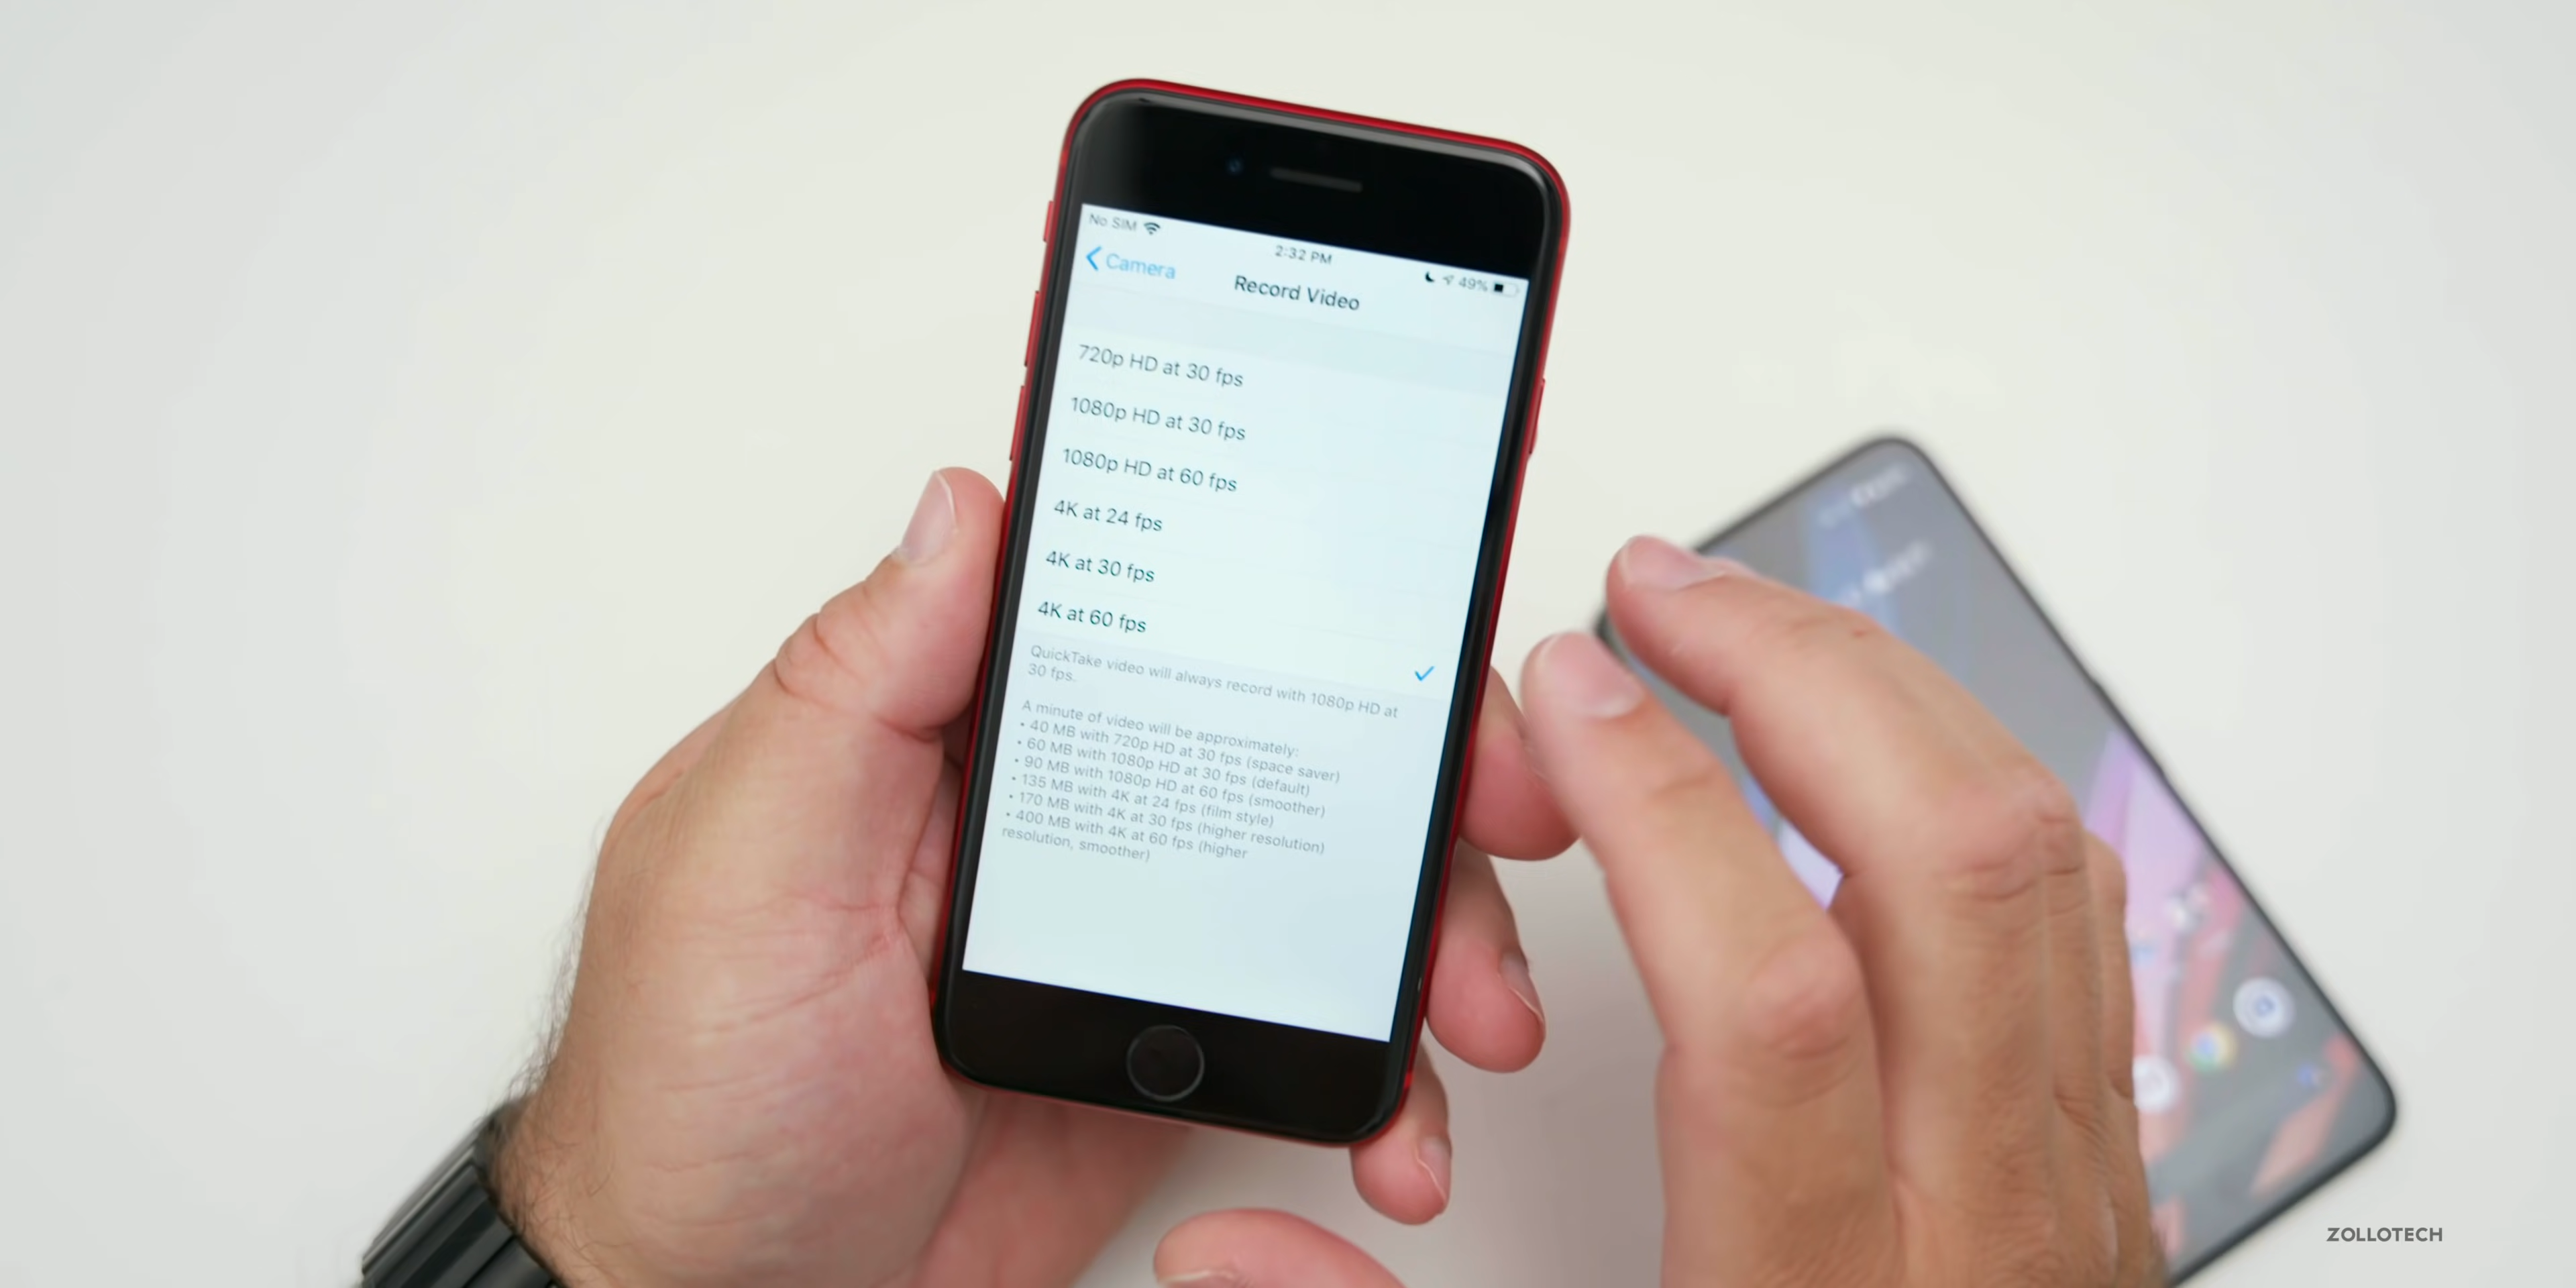 No SIM
2:32 PM
49%
Camera
Record Video
720p HD at 30 fps
1080p HD at 30 fps
1080p HD at 60 fps
4K at 24 fps
4K at 30 fps
4K at 60 fps
QuickTake video will always record with 1080p HD at
30 fps.
A minute of video will be approximately:
• 40 MB with 720p HD at 30 fps (space saver)
• 60 MB with 1080p HD at 30 fps (default)
• 90 MB with 1080p HD at 60 fps (smoother)
• 135 MB with 4K at 24 fps (film style)
• 170 MB with 4K at 30 fps (higher resolution)
• 400 MB with 4K at 60 fps (higher
resolution, smoother)
ZOLLOTECH